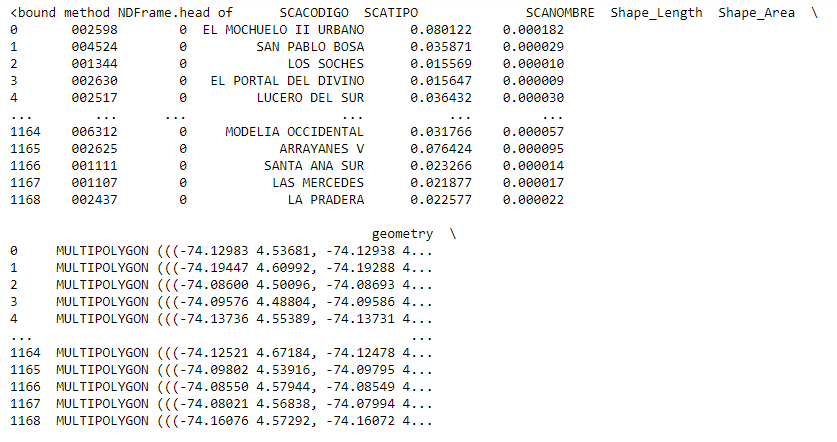 <bound method NDFrame.head of       SCACODIGO  SCATIPO              SCANOMBRE  Shape_Length  Shape_Area  \
0       002598        0  EL MOCHUELO II URBANO      0.080122    0.000182
1       004524        0         SAN PABLO BOSA      0.035871    0.000029
2       001344        0             LOS SOCHES      0.015569    0.000010
3       002630        0   EL PORTAL DEL DIVINO      0.015647    0.000009
4       002517        0         LUCERO DEL SUR      0.036432    0.000030
...        ...      ...                    ...           ...         ...
1164    006312        0     MODELIA OCCIDENTAL      0.031766    0.000057
1165    002625        0            ARRAYANES V      0.076424    0.000095
1166    001111        0          SANTA ANA SUR      0.023266    0.000014
1167    001107        0           LAS MERCEDES      0.021877    0.000017
1168    002437        0             LA PRADERA      0.022577    0.000022
geometry  \
0     MULTIPOLYGON (((-74.12983 4.53681, -74.12938 4...
1     MULTIPOLYGON (((-74.19447 4.60992, -74.19288 4...
2     MULTIPOLYGON (((-74.08600 4.50096, -74.08693 4...
3     MULTIPOLYGON (((-74.09576 4.48804, -74.09586 4...
4     MULTIPOLYGON (((-74.13736 4.55389, -74.13731 4...
...                                                 ...
1164  MULTIPOLYGON (((-74.12521 4.67184, -74.12478 4...
1165  MULTIPOLYGON (((-74.09802 4.53916, -74.09795 4...
1166  MULTIPOLYGON (((-74.08550 4.57944, -74.08549 4...
1167  MULTIPOLYGON (((-74.08021 4.56838, -74.07994 4...
1168  MULTIPOLYGON (((-74.16076 4.57292, -74.16072 4...